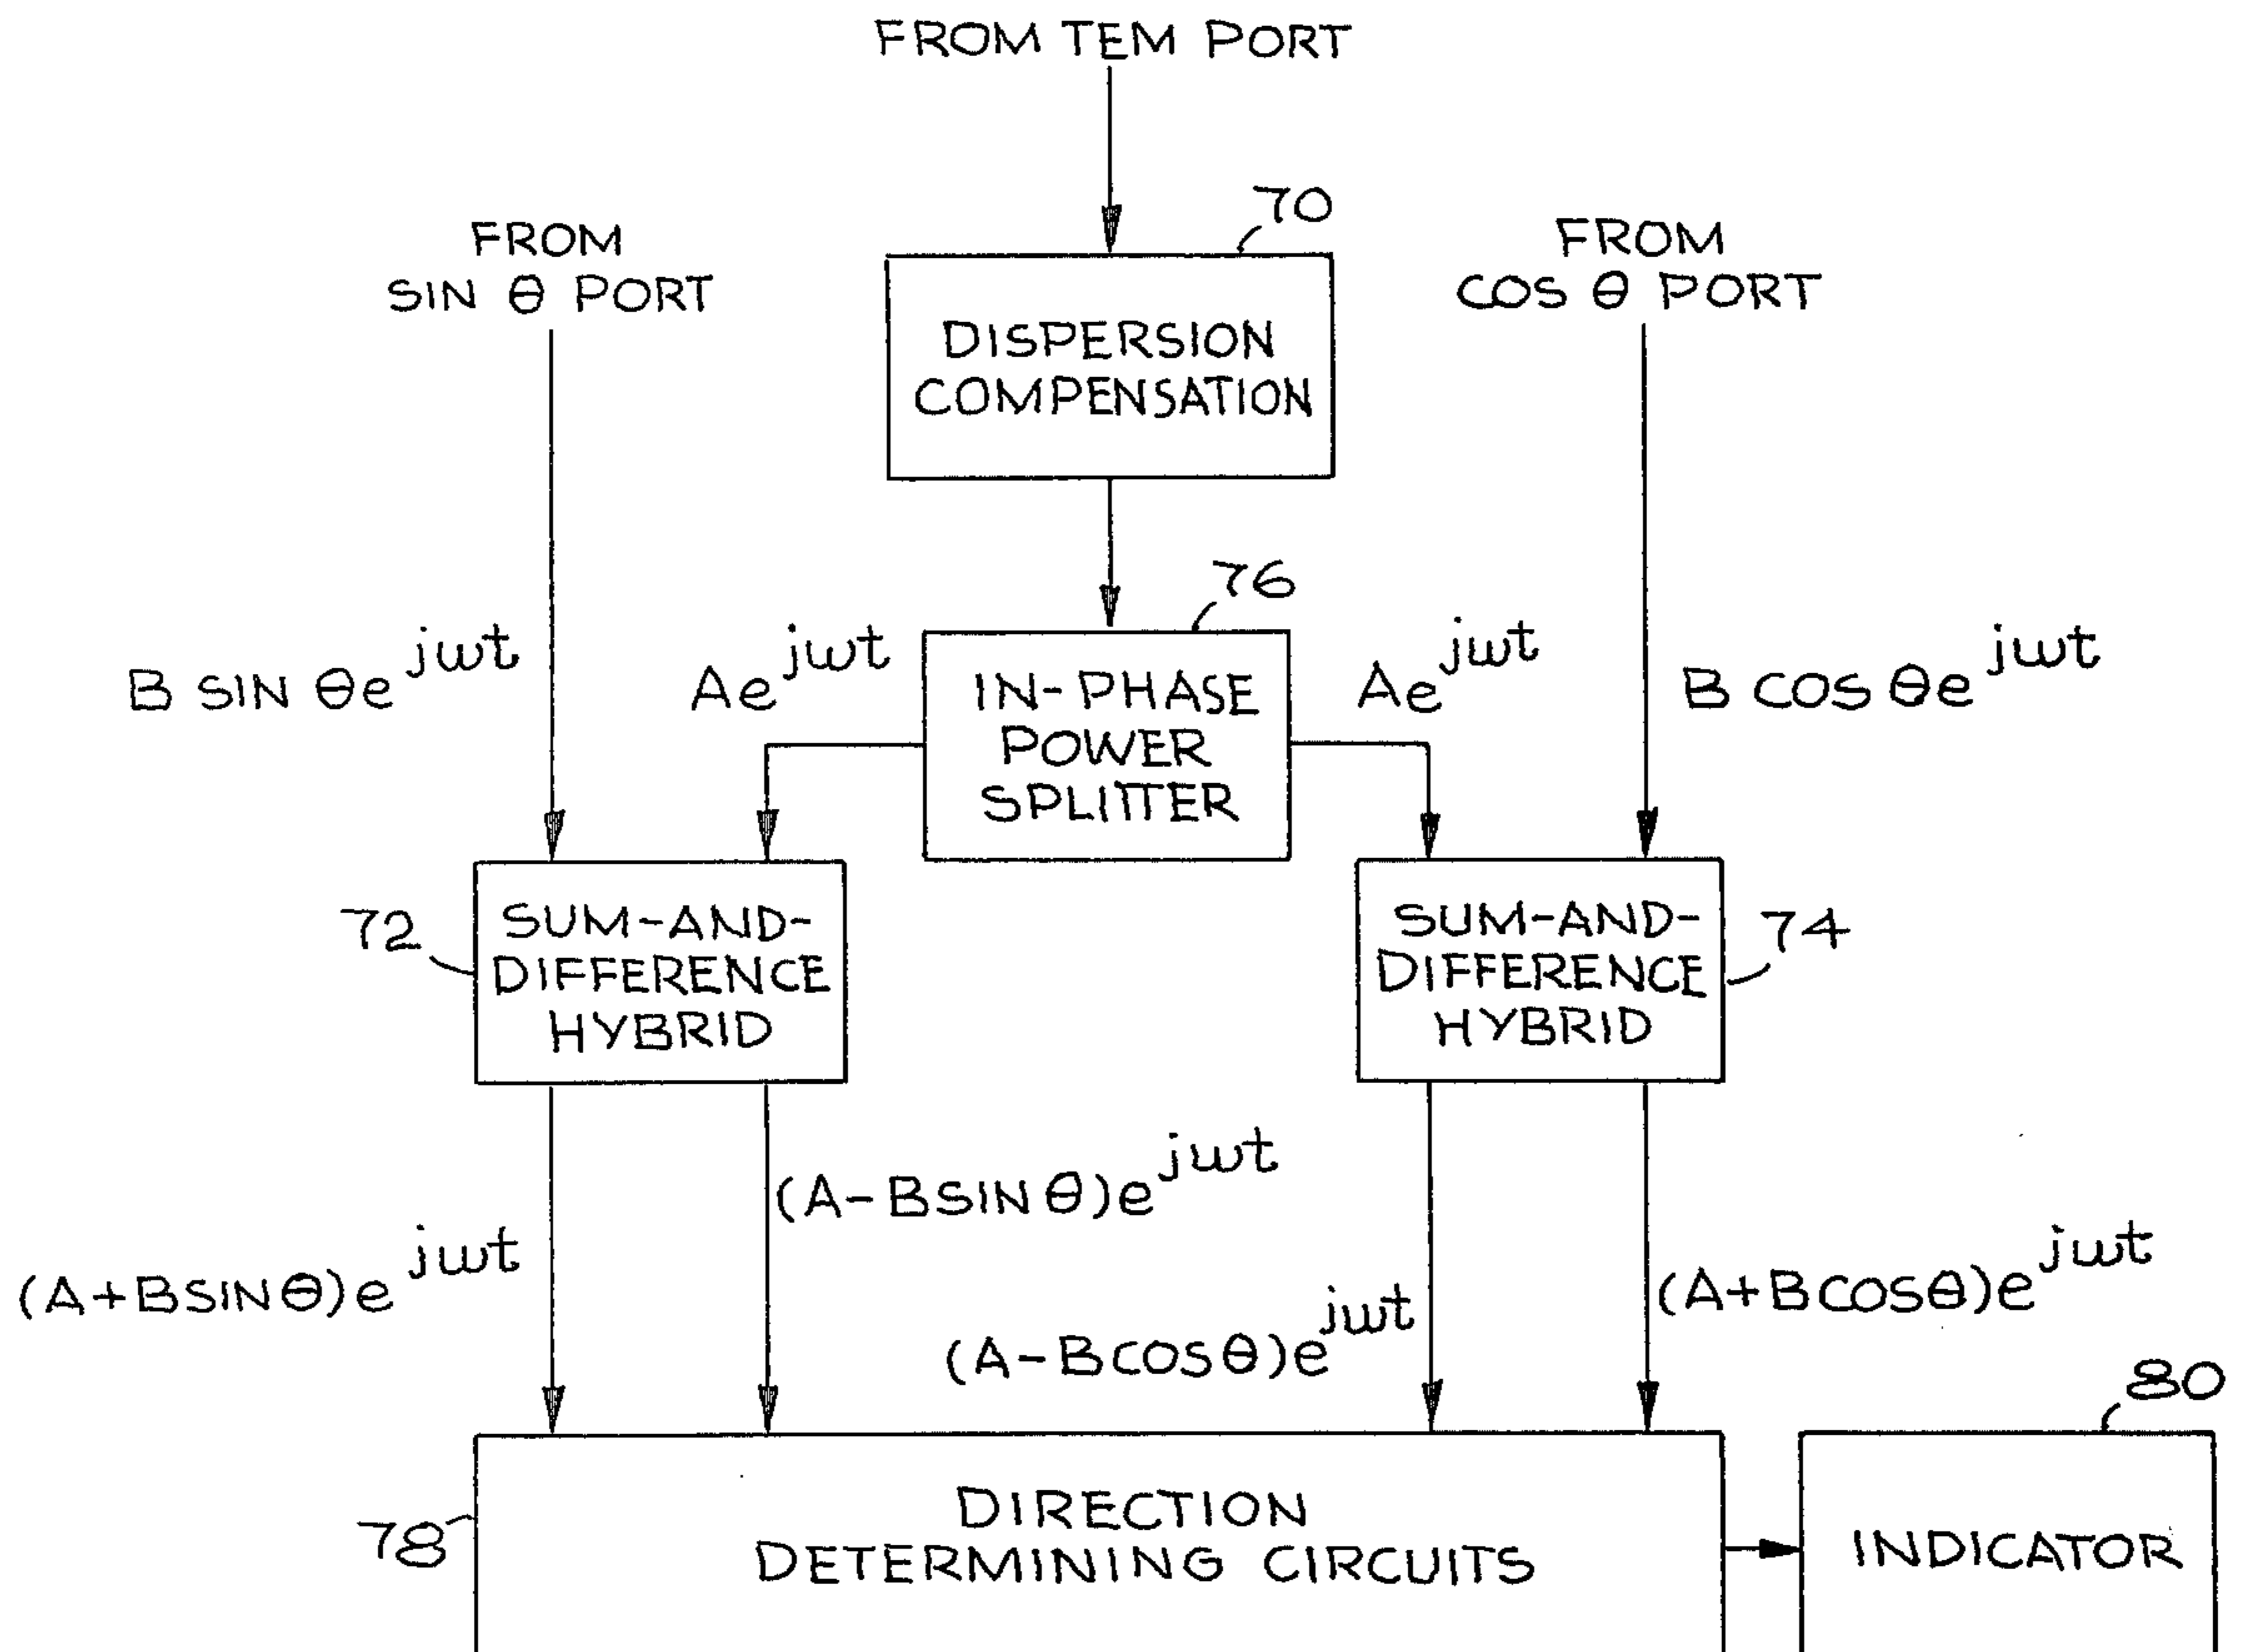 FROM TEM PORT
70
FROM
SIN θ PORT
FROM
COS θ PORT
DISPERSION
COMPENSATION
76
B SIN θe^jωt
Ae^jωt
IN-PHASE
POWER
SPLITTER
Ae^jωt
B COS θe^jωt
72
SUM-AND-
DIFFERENCE
HYBRID
SUM-AND-
DIFFERENCE
HYBRID
74
(A-BSINθ)e^jωt
(A+BSINθ)e^jωt
(A-BCOSθ)e^jωt
(A+BCOSθ)e^jωt
80
78
DIRECTION
DETERMINING CIRCUITS
INDICATOR